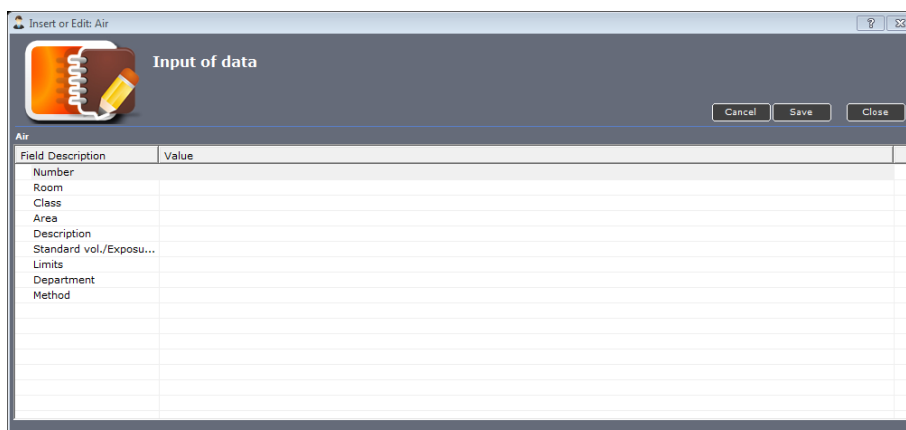 Insert or Edit: Air
Input of data
Cancel Save Close
Air
Field Description Value
Number
Room
Class
Area
Description
Standard vol./Exposu...
Limits
Department
Method